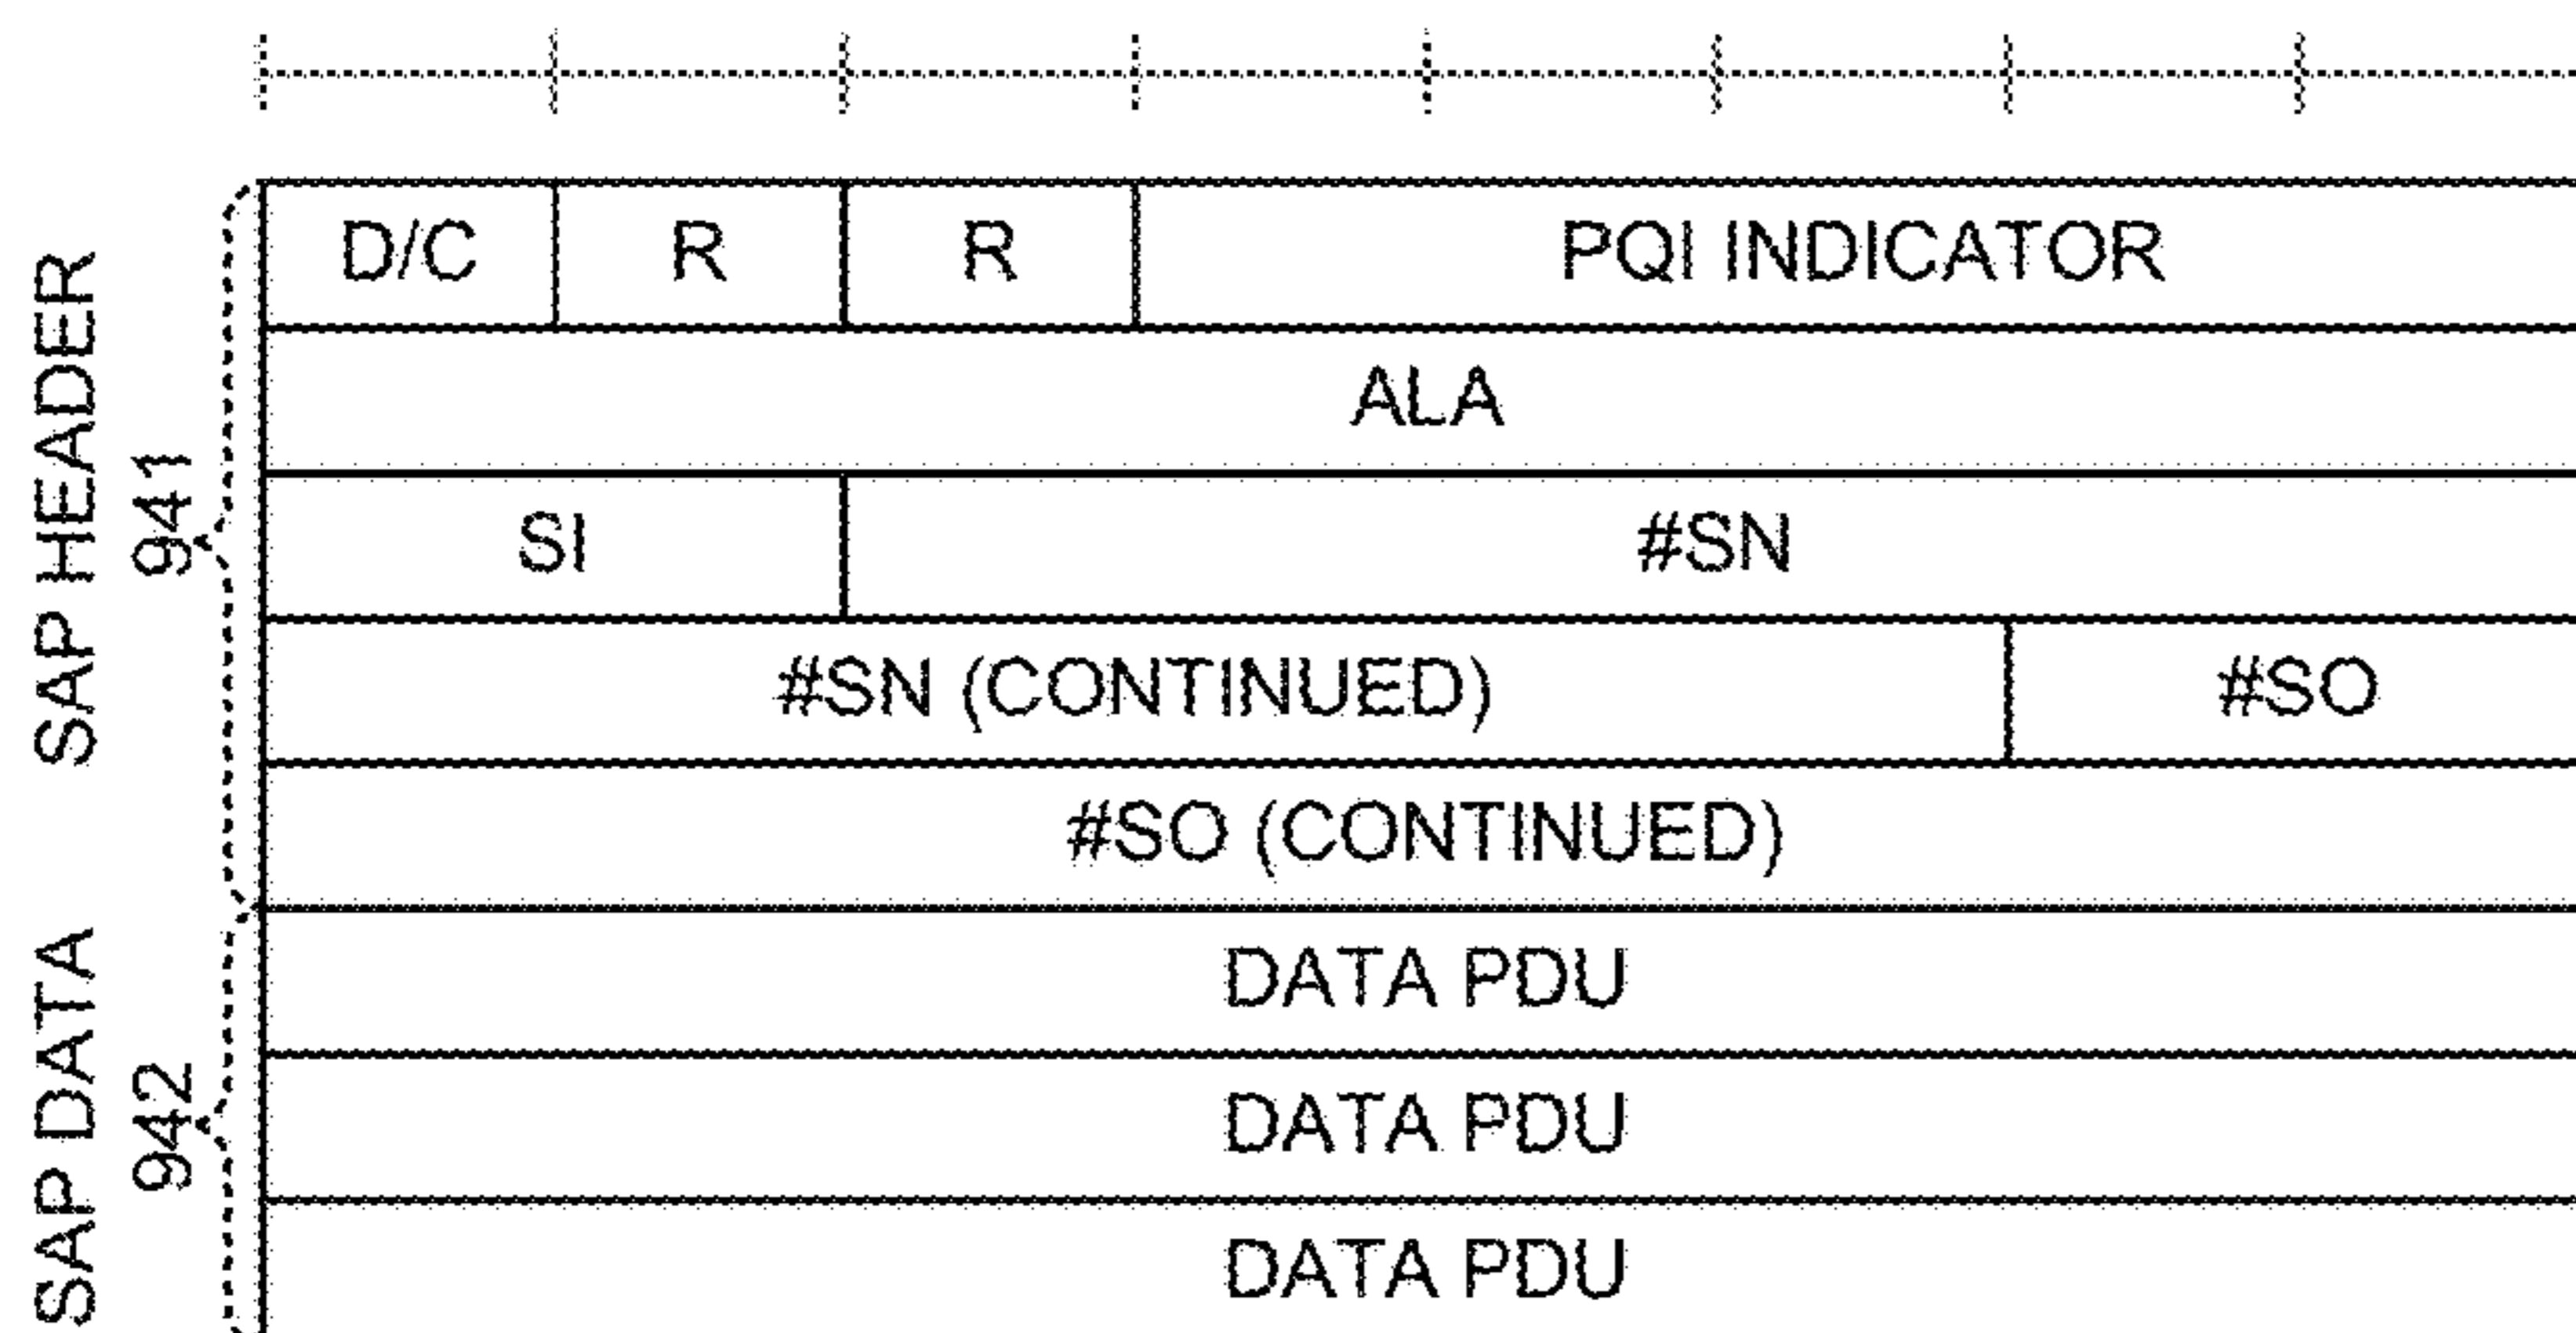 SAP HEADER
941
D/C R R PQI INDICATOR
ALA
SI #SN
#SN (CONTINUED) #SO
#SO (CONTINUED)
SAP DATA
942
DATA PDU
DATA PDU
DATA PDU